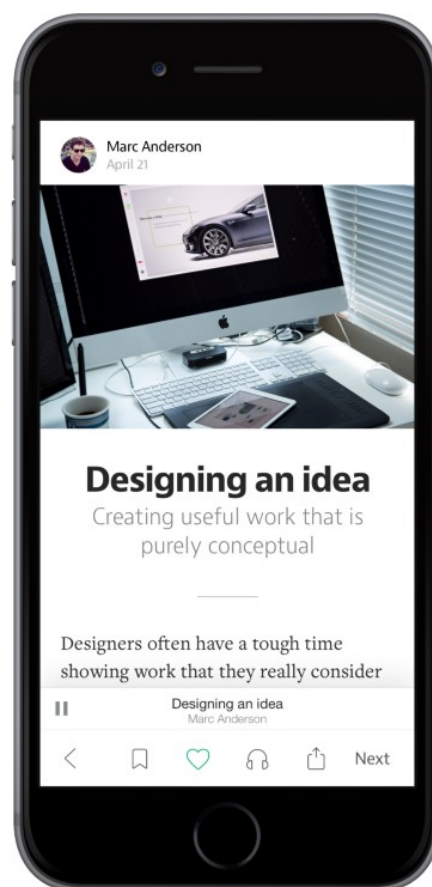 Marc Anderson
April 21
Designing an idea
Creating useful work that is
purely conceptual
Designers often have a tough time
showing work that they really consider
Designing an idea
Marc Anderson
Next